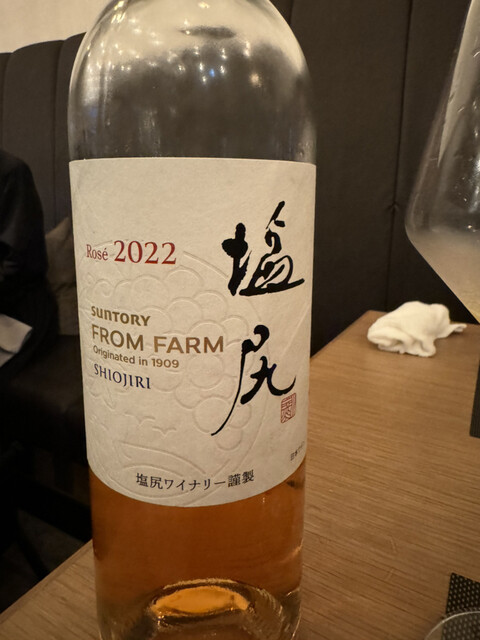 Rosé 2022
塩尻
SUNTORY
FROM FARM
Originated in 1909
SHIOJIRI
塩尻ワイナリー謹製